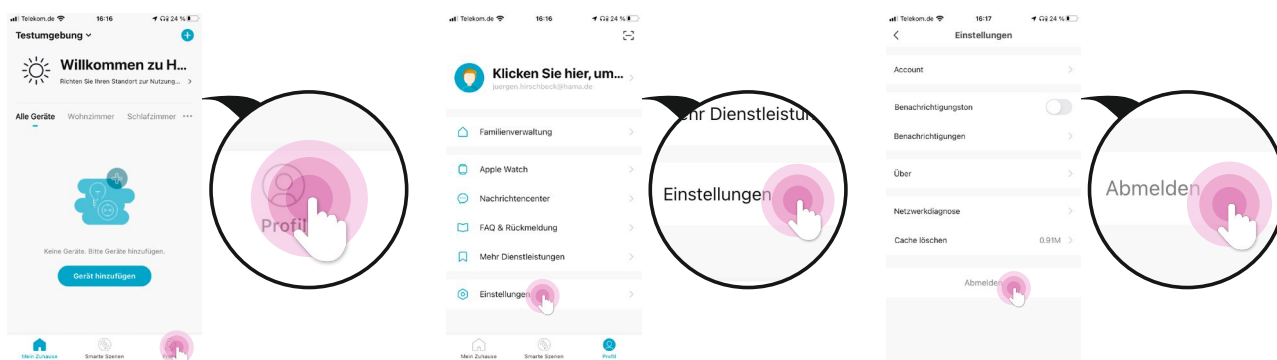 Telekom.de 16:16 24 %
Testumgebung
Willkommen zu H...
Richten Sie Ihren Standort zur Nutzung...
Alle Geräte Wohnzimmer Schlafzimmer
Keine Geräte. Bitte Geräte hinzufügen.
Gerät hinzufügen
Mein Zuhause Smarte Szenen
Profil
Telekom.de 16:16 24 %
Klicken Sie hier, um...
juergen.hirschbeck@hama.de
Familienverwaltung
Apple Watch
Nachrichtencenter
FAQ & Rückmeldung
Mehr Dienstleistungen
Einstellungen
Mein Zuhause Smarte Szenen Profil
ehr Dienstleistun
Einstellungen
Telekom.de 16:17 24 %
Einstellungen
Account
Benachrichtigungston
Benachrichtigungen
Über
Netzwerkdiagnose
Cache löschen 0.91M
Abmelden
Abmelden